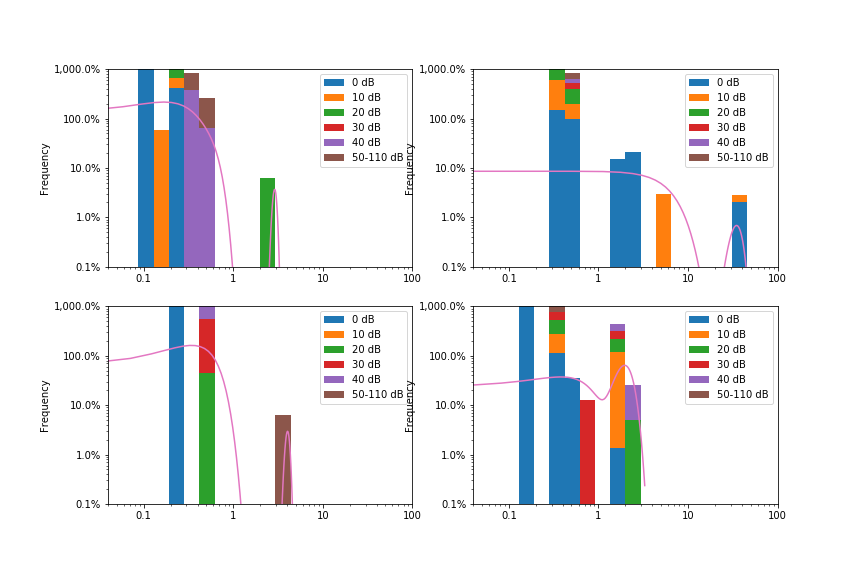 1,000.0%
100.0%
10.0%
1.0%
0.1%
Frequency
0.1
1
10
100
0 dB
10 dB
20 dB
30 dB
40 dB
50-110 dB
1,000.0%
100.0%
10.0%
1.0%
0.1%
Frequency
0.1
1
10
100
0 dB
10 dB
20 dB
30 dB
40 dB
50-110 dB
1,000.0%
100.0%
10.0%
1.0%
0.1%
Frequency
0.1
1
10
100
0 dB
10 dB
20 dB
30 dB
40 dB
50-110 dB
1,000.0%
100.0%
10.0%
1.0%
0.1%
Frequency
0.1
1
10
100
0 dB
10 dB
20 dB
30 dB
40 dB
50-110 dB